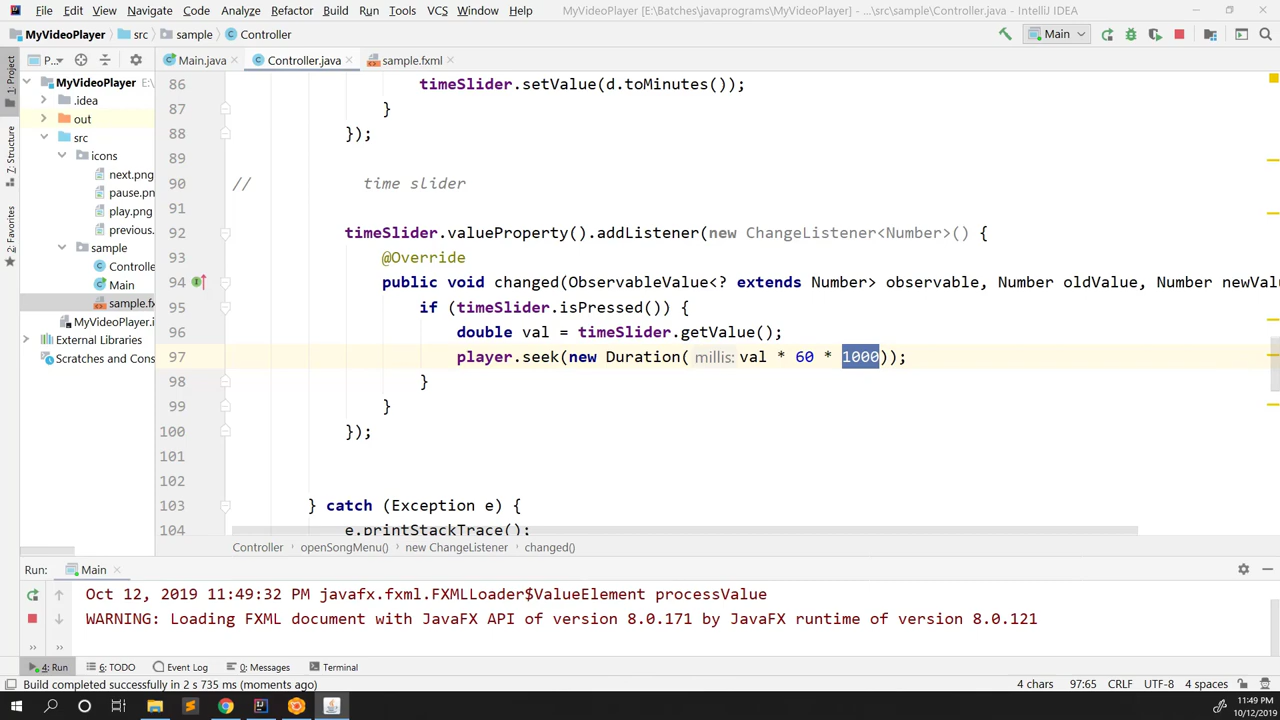 File Edit View Navigate Code Analyze Refactor Build Run Tools VCS Window Help MyVideoPlayer [E:\Batches\javaprograms\MyVideoPlayer] - ...\src\sample\Controller.java - IntelliJ IDEA
MyVideoPlayer src sample Controller Main
P... Main.java Controller.java sample.fxml
1: Project
Z: Structure
2: Favorites
MyVideoPlayer E:\
.idea
out
src
icons
next.png
pause.pn
play.png
previous.
sample
Controlle
Main
sample.fx
MyVideoPlayer.i
External Libraries
Scratches and Cons
86 timeSlider.setValue(d.toMinutes());
87 }
88 });
89
90 // time slider
91
92 timeSlider.valueProperty().addListener(new ChangeListener<Number>() {
93 @Override
94 public void changed(ObservableValue<? extends Number> observable, Number oldValue, Number newValu
95 if (timeSlider.isPressed()) {
96 double val = timeSlider.getValue();
97 player.seek(new Duration( millis: val * 60 * 1000));
98 }
99 }
100 });
101
102
103 } catch (Exception e) {
104 e.printStackTrace();
Controller openSongMenu() new ChangeListener changed()
Run: Main
Oct 12, 2019 11:49:32 PM javafx.fxml.FXMLLoader$ValueElement processValue
WARNING: Loading FXML document with JavaFX API of version 8.0.171 by JavaFX runtime of version 8.0.121
4: Run 6: TODO Event Log 0: Messages Terminal
Build completed successfully in 2 s 735 ms (moments ago) 4 chars 97:65 CRLF UTF-8 4 spaces
11:49 PM
10/12/2019